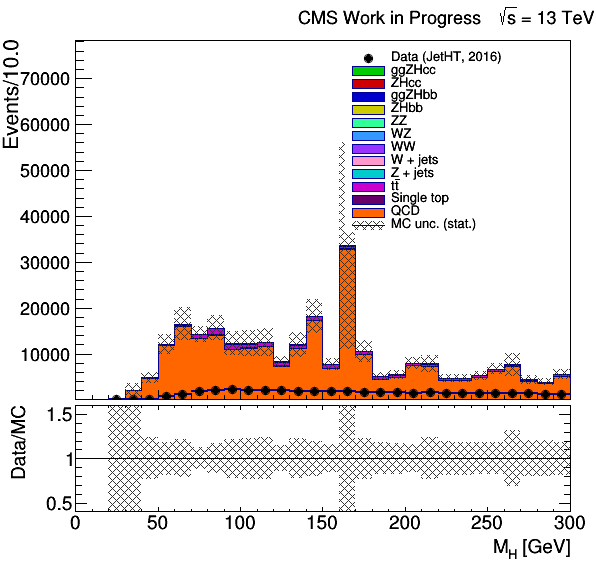 CMS Work in Progress √s = 13 TeV
Events/10.0
70000
60000
50000
40000
30000
20000
10000
Data (JetHT, 2016)
ggZHcc
ZHcc
ggZHbb
ZHbb
ZZ
WZ
WW
W + jets
Z + jets
tt̄
Single top
QCD
MC unc. (stat.)
Data/MC
1.5
1
0.5
0 50 100 150 200 250 300
M_H [GeV]